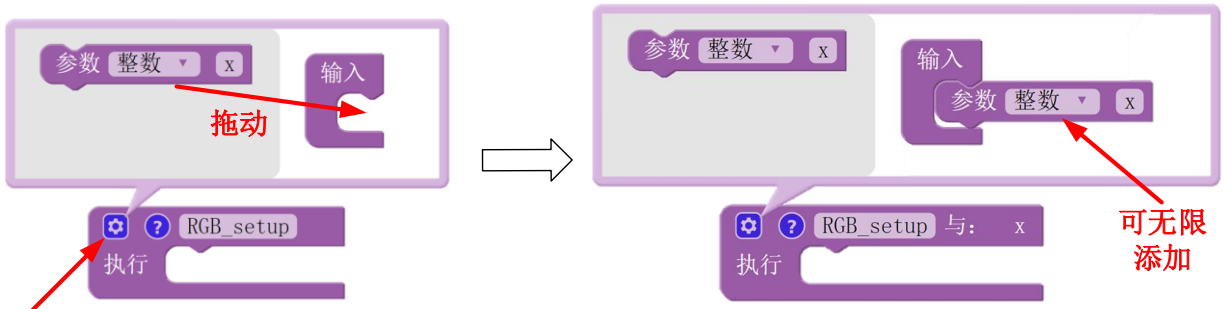 参数 整数 x
输入
拖动
? RGB_setup
执行
参数 整数 x
输入
参数 整数 x
? RGB_setup 与: x
执行
可无限
添加